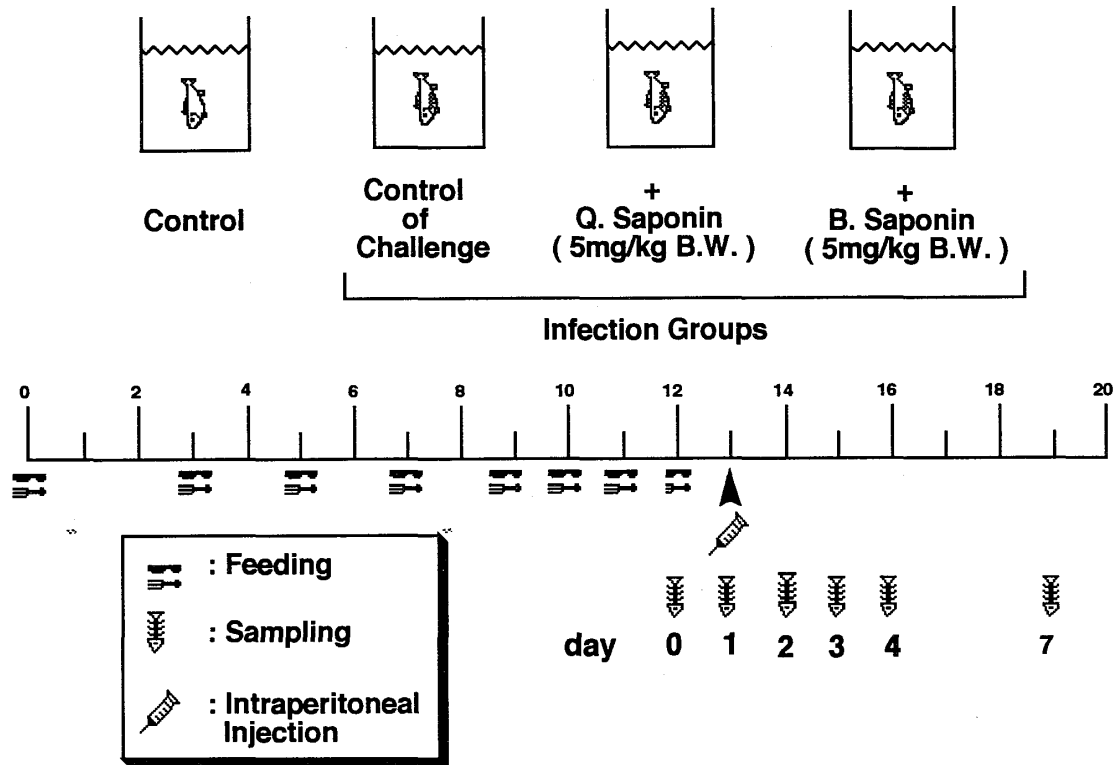 Control
Control
of
Challenge
+
Q. Saponin
( 5mg/kg B.W. )
+
B. Saponin
( 5mg/kg B.W. )
Infection Groups
0 2 4 6 8 10 12 14 16 18 20
: Feeding
: Sampling
: Intraperitoneal
Injection
day 0 1 2 3 4 7